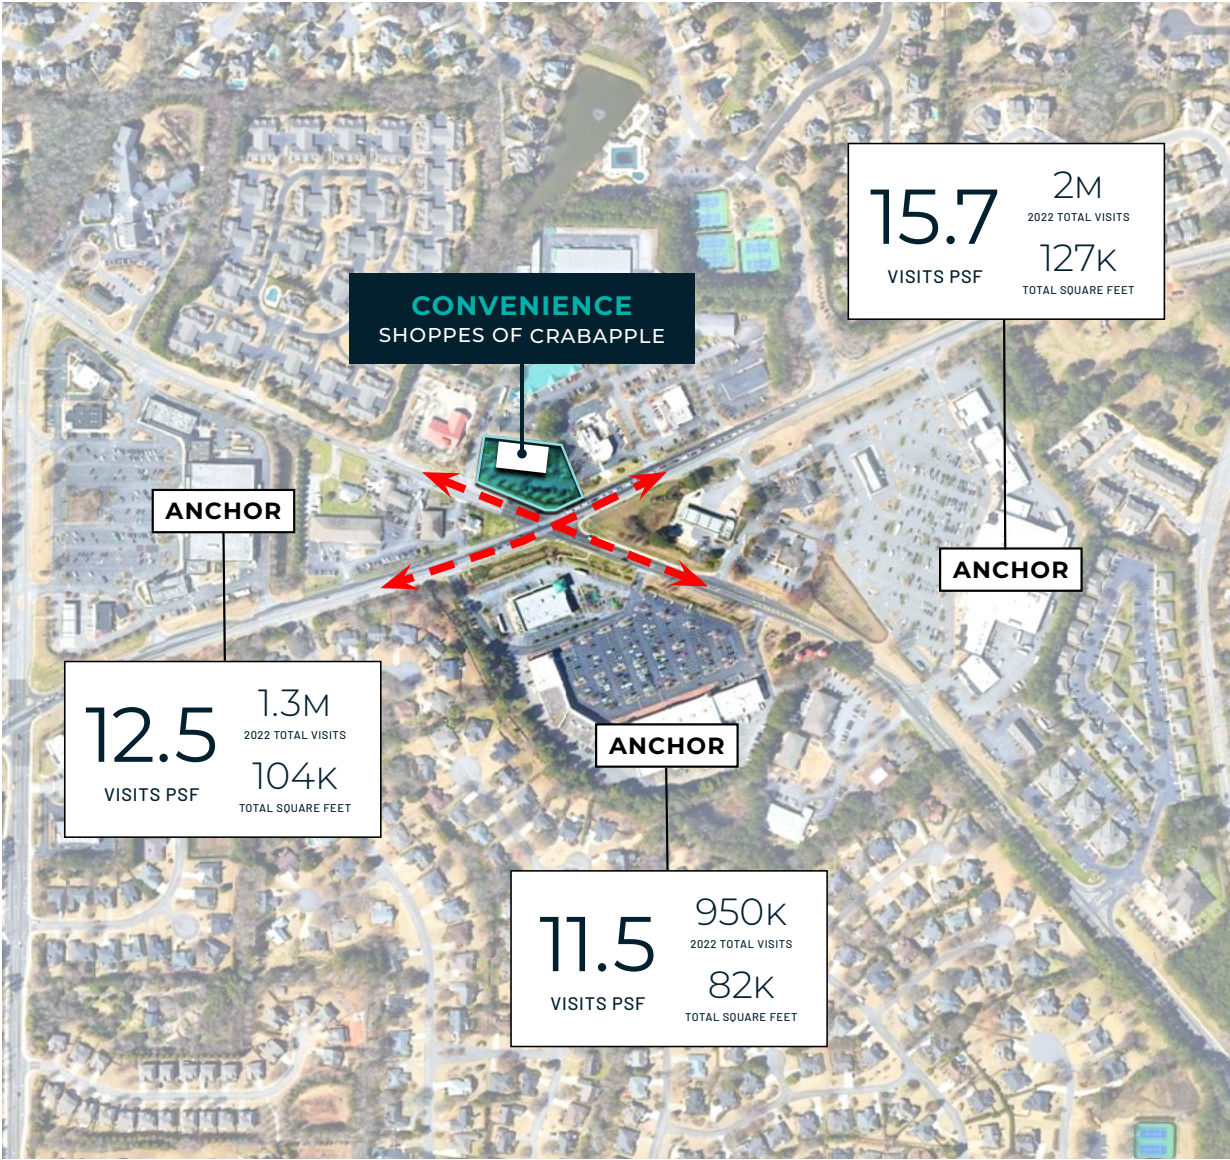 15.7
VISITS PSF
2M
2022 TOTAL VISITS
127K
TOTAL SQUARE FEET
CONVENIENCE
SHOPPES OF CRABAPPLE
ANCHOR
ANCHOR
12.5
VISITS PSF
1.3M
2022 TOTAL VISITS
104K
TOTAL SQUARE FEET
ANCHOR
11.5
VISITS PSF
950K
2022 TOTAL VISITS
82K
TOTAL SQUARE FEET